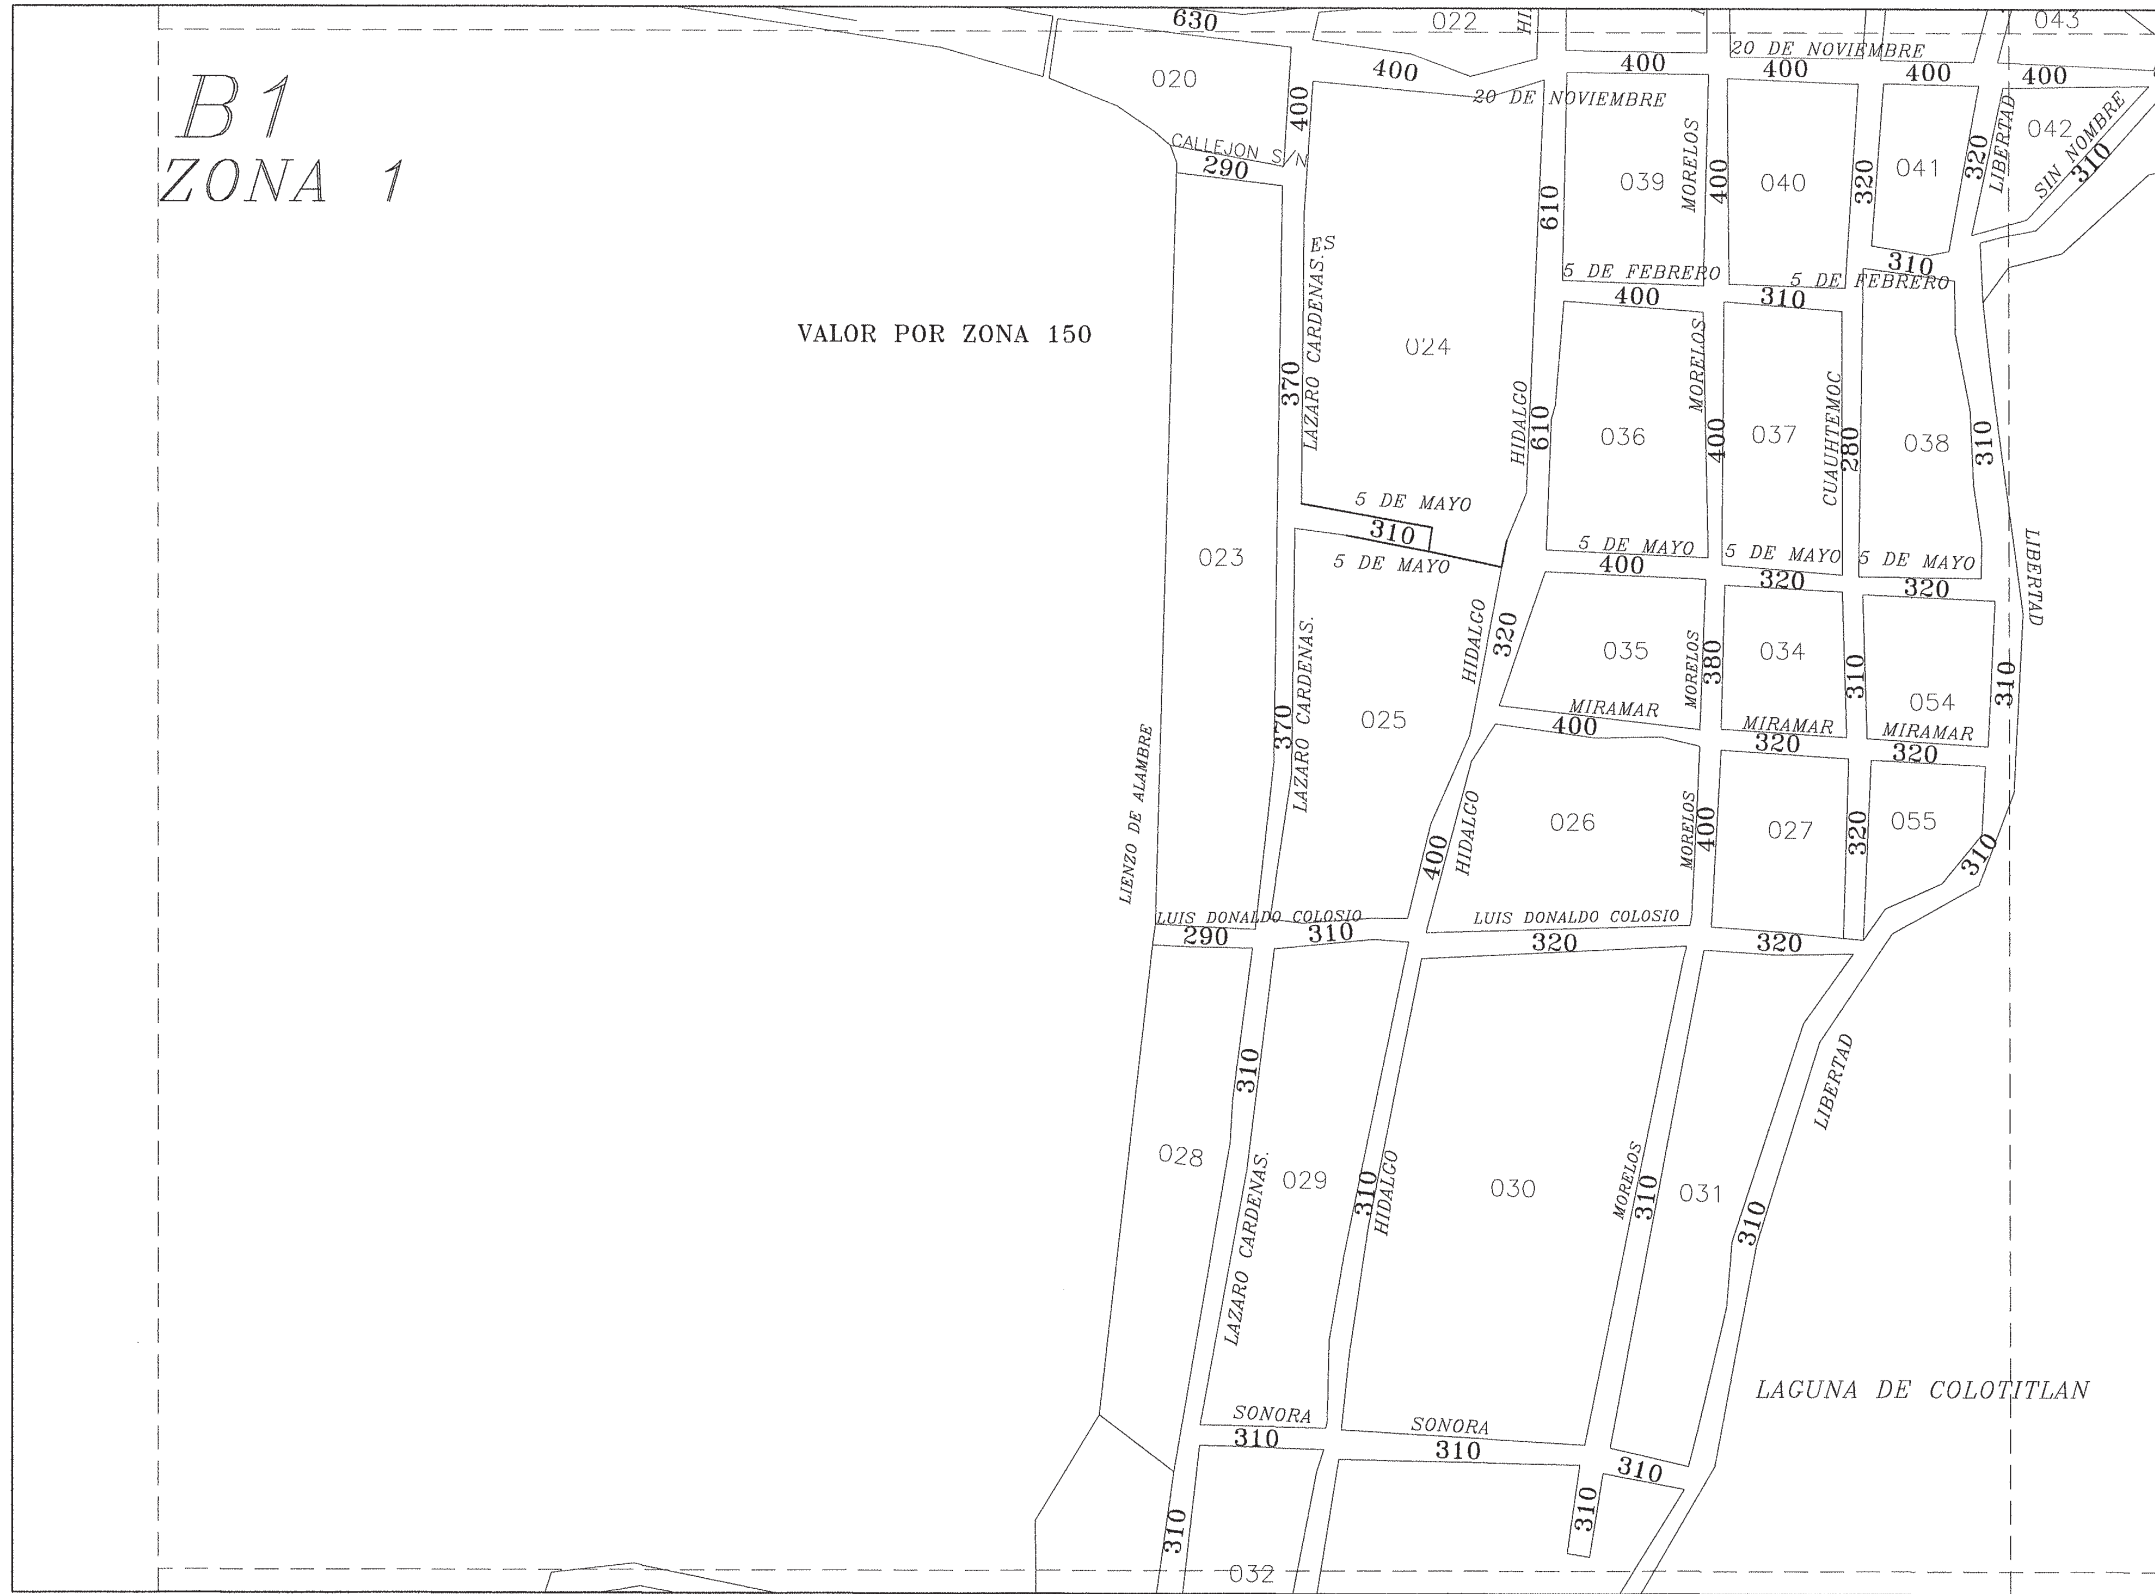 630
022
HI
043
20 DE NOVIEMBRE
400
400
400
400
400
020
B1
ZONA 1
400
20 DE NOVIEMBRE
CALLEJON S/N
290
039
MORELOS
400
040
320
041
320
LIBERTAD
042
SIN NOMBRE
310
610
ES
LAZARO CARDENAS.
370
5 DE FEBRERO
400
310
5 DE FEBRERO
310
VALOR POR ZONA 150
024
HIDALGO
610
036
MORELOS
400
037
CUAUHTEMOC
280
038
310
5 DE MAYO
310
5 DE MAYO
5 DE MAYO
400
5 DE MAYO
320
5 DE MAYO
320
LIBERTAD
023
LAZARO CARDENAS.
370
025
HIDALGO
320
035
MORELOS
380
034
310
054
310
MIRAMAR
400
MIRAMAR
320
MIRAMAR
320
LIENZO DE ALAMBRE
400
HIDALGO
026
MORELOS
400
027
320
055
310
LUIS DONALDO COLOSIO
290
310
LUIS DONALDO COLOSIO
320
320
310
LIBERTAD
028
LAZARO CARDENAS.
029
310
HIDALGO
030
MORELOS
310
031
310
LAGUNA DE COLOTITLAN
SONORA
310
SONORA
310
310
310
310
032